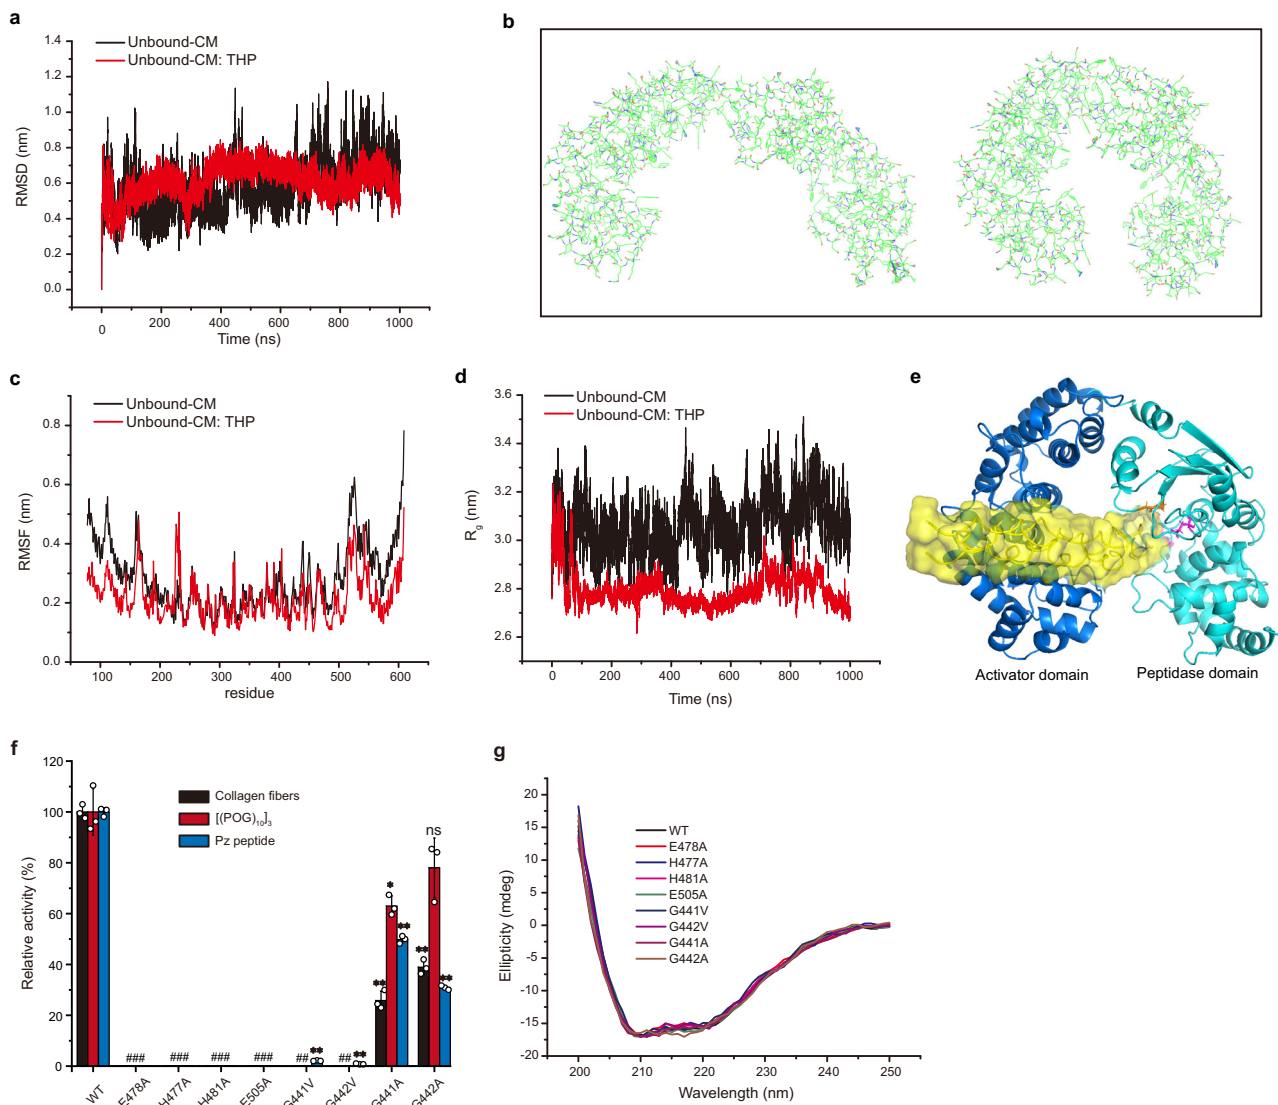 a
Unbound-CM
Unbound-CM: THP
RMSD (nm)
1.4
1.2
1.0
0.8
0.6
0.4
0.2
0.0
0 200 400 600 800 1000
Time (ns)
b
c
Unbound-CM
Unbound-CM: THP
RMSF (nm)
0.8
0.6
0.4
0.2
0.0
100 200 300 400 500 600
residue
d
Unbound-CM
Unbound-CM: THP
Rg (nm)
3.6
3.4
3.2
3.0
2.8
2.6
0 200 400 600 800 1000
Time (ns)
e
Activator domain
Peptidase domain
f
Relative activity (%)
120
100
80
60
40
20
0
Collagen fibers
[(POG)10]3
Pz peptide
### ### ### ### ## ** ## ** ** * ** ** ns **
WT E478A H477A H481A E505A G441V G442V G441A G442A
g
Ellipticity (mdeg)
20
15
10
5
0
-5
-10
-15
-20
WT
E478A
H477A
H481A
E505A
G441V
G442V
G441A
G442A
200 210 220 230 240 250
Wavelength (nm)